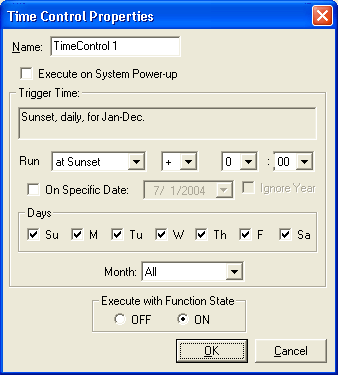 Time Control Properties
Name: TimeControl 1
Execute on System Power-up
Trigger Time:
Sunset, daily, for Jan-Dec.
Run at Sunset + 0 : 00
On Specific Date: 7/ 1/2004 Ignore Year
Days
Su M Tu W Th F Sa
Month: All
Execute with Function State
OFF ON
OK Cancel